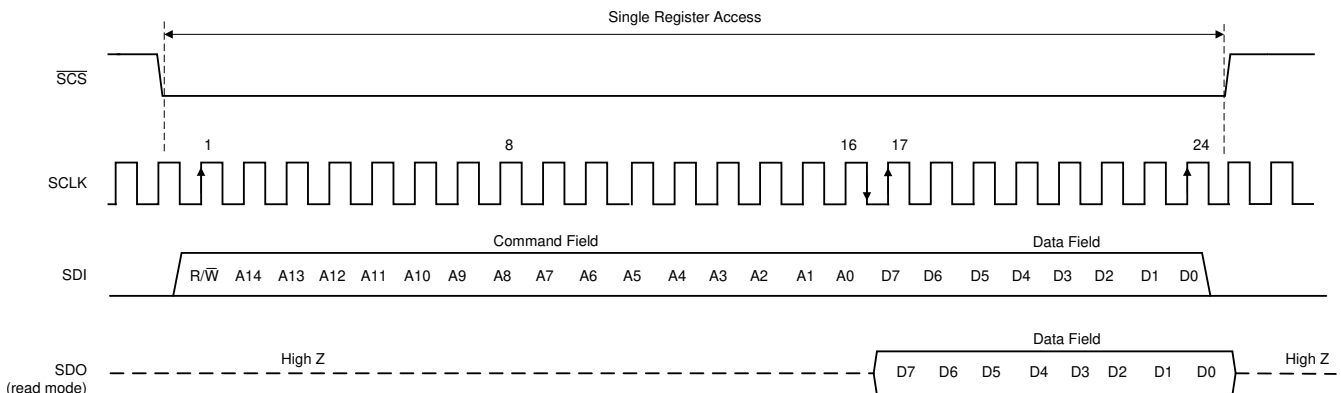 Single Register Access
SCS
1 8 16 17 24
SCLK
Command Field Data Field
SDI R/W A14 A13 A12 A11 A10 A9 A8 A7 A6 A5 A4 A3 A2 A1 A0 D7 D6 D5 D4 D3 D2 D1 D0
Data Field
High Z High Z
SDO D7 D6 D5 D4 D3 D2 D1 D0
(read mode)